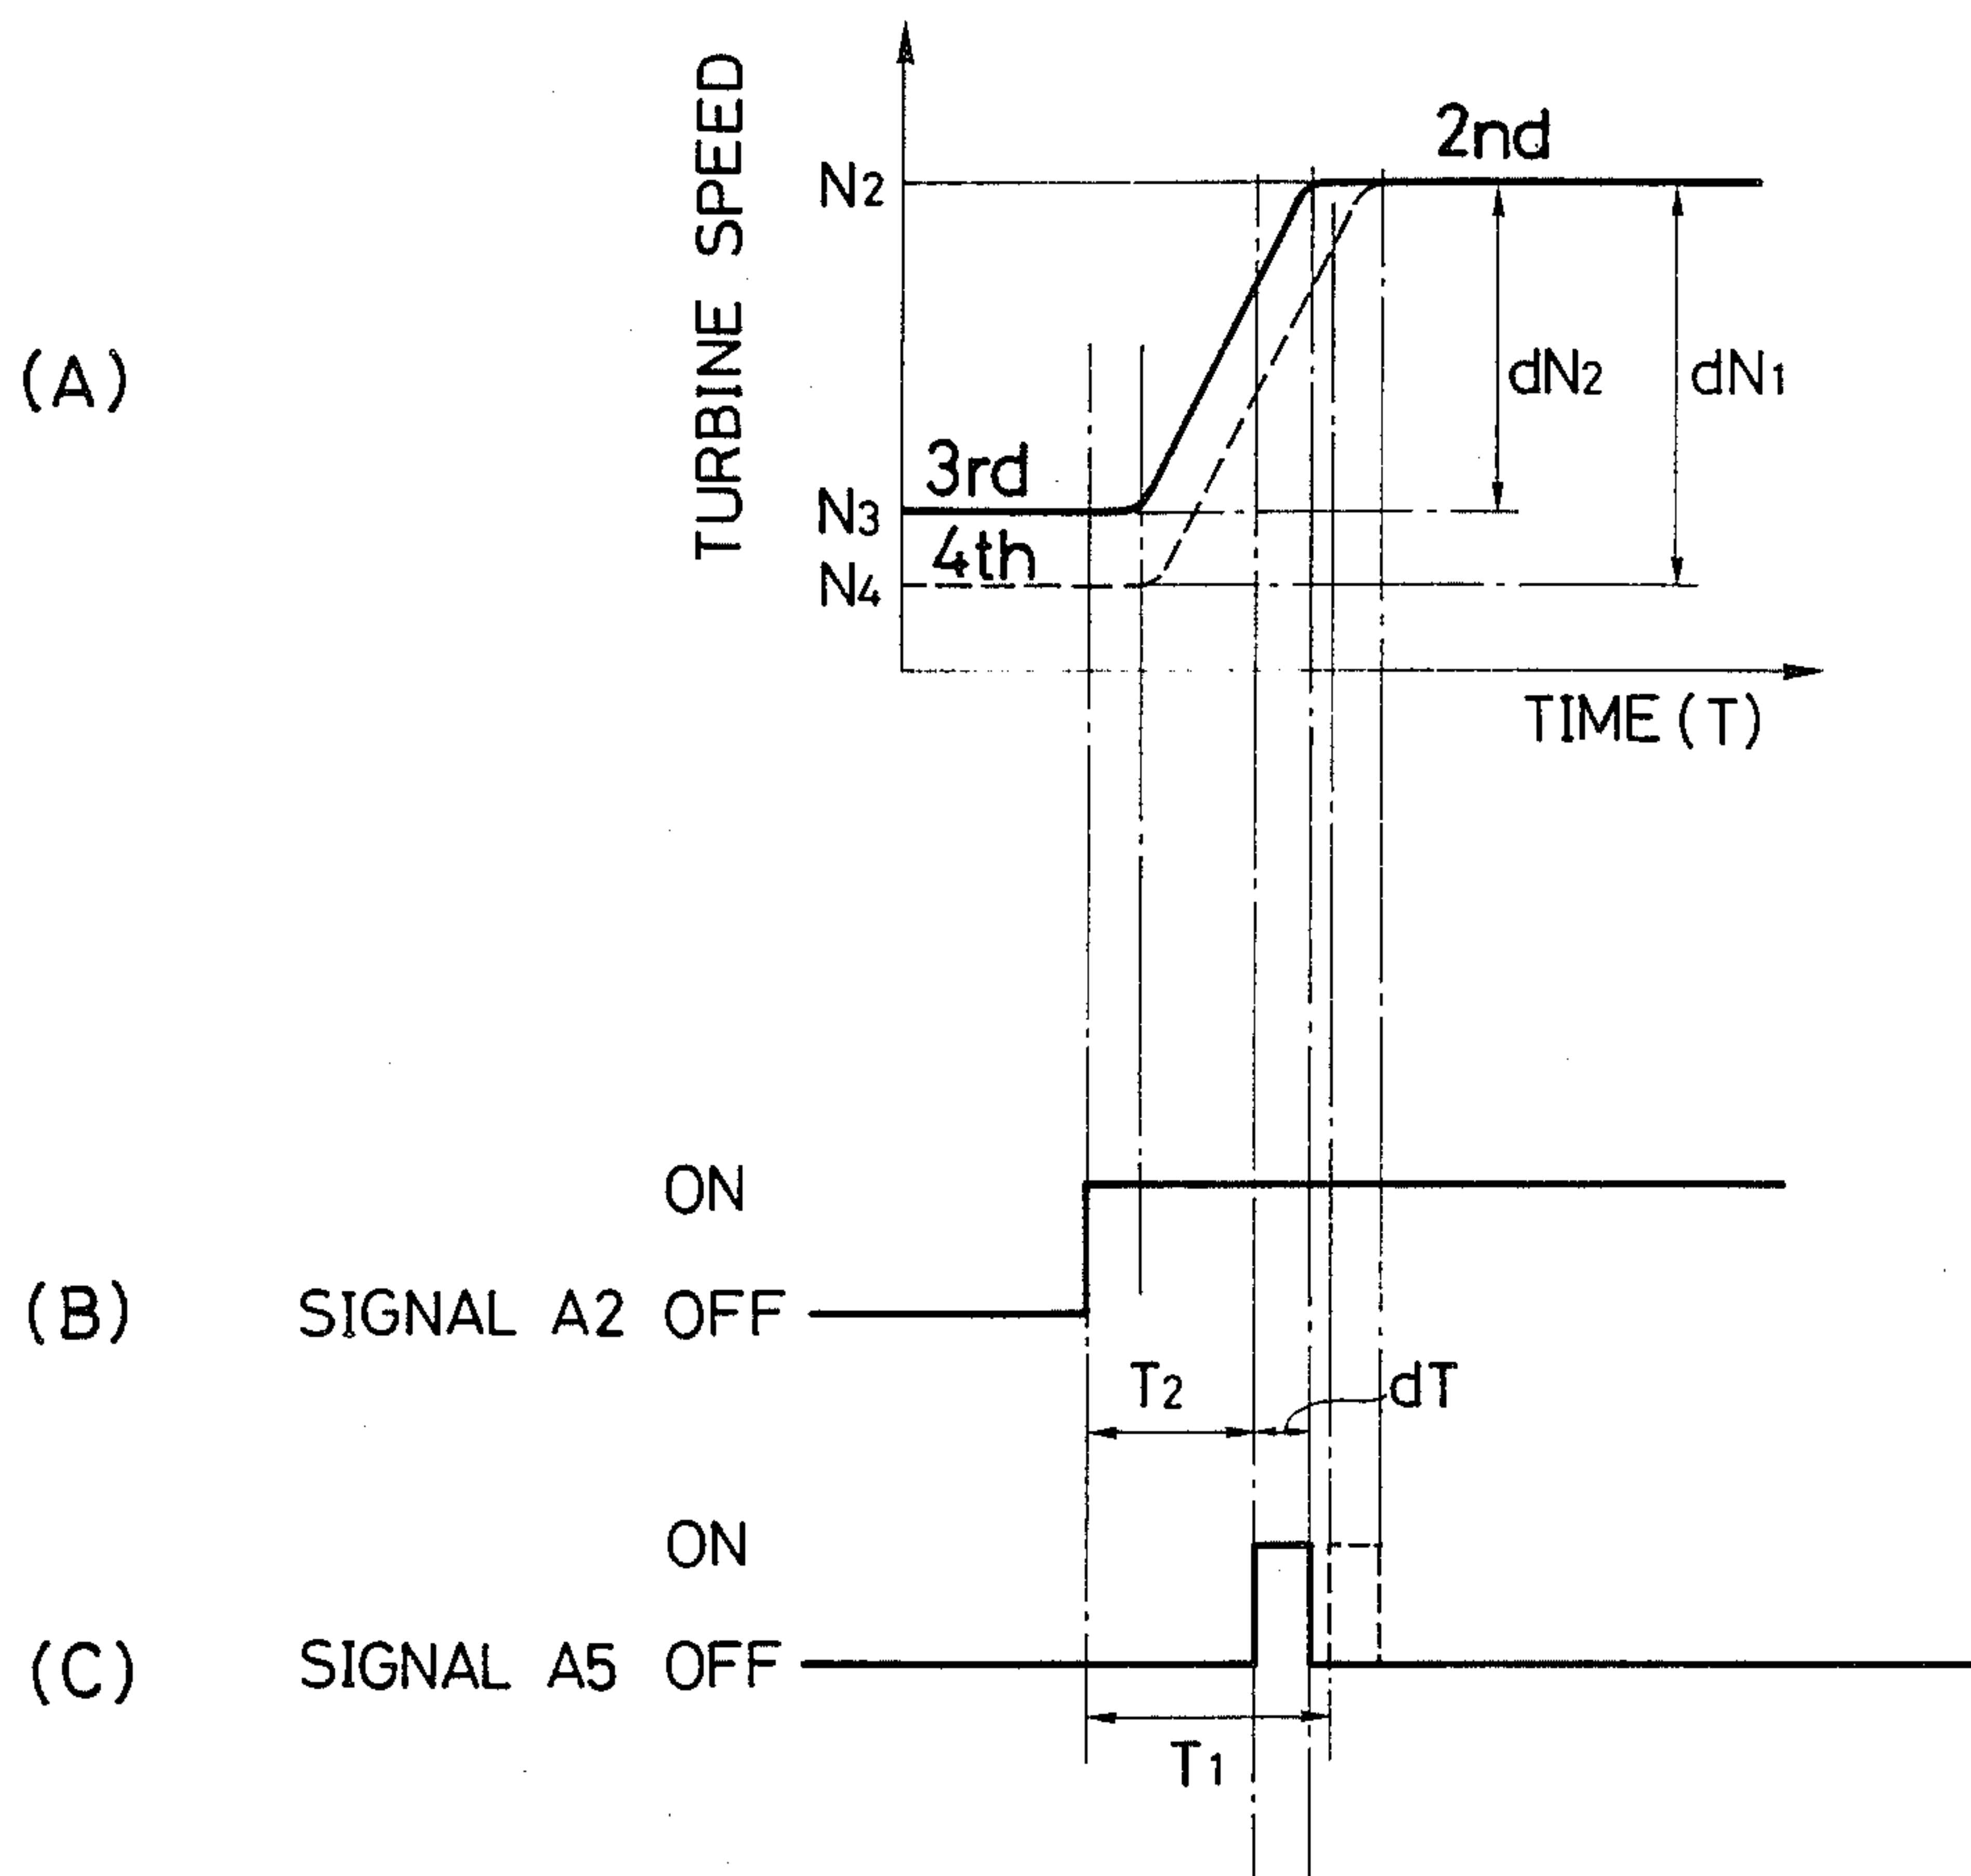 (A)
TURBINE SPEED
N2
2nd
dN2
dN1
3rd
N3
4th
N4
TIME (T)
ON
(B)
SIGNAL A2 OFF
T2
dT
ON
(C)
SIGNAL A5 OFF
T1